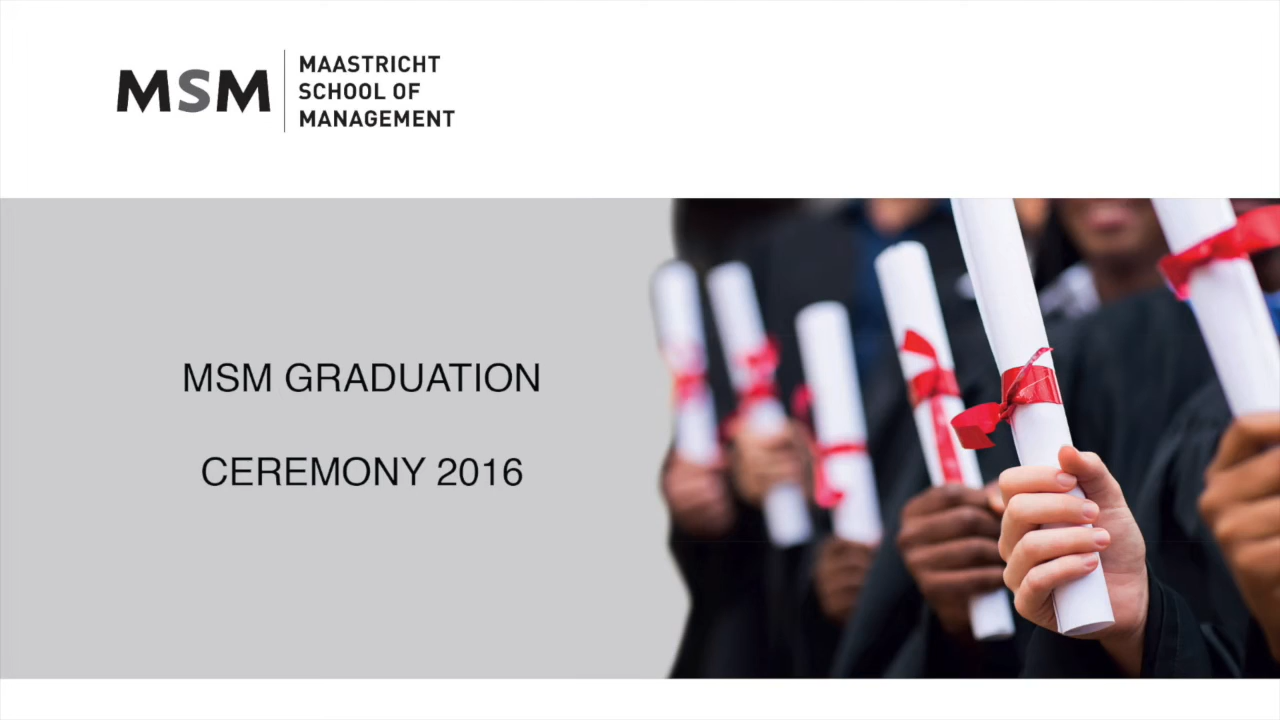 MSM
MAASTRICHT
SCHOOL OF
MANAGEMENT
MSM GRADUATION
CEREMONY 2016